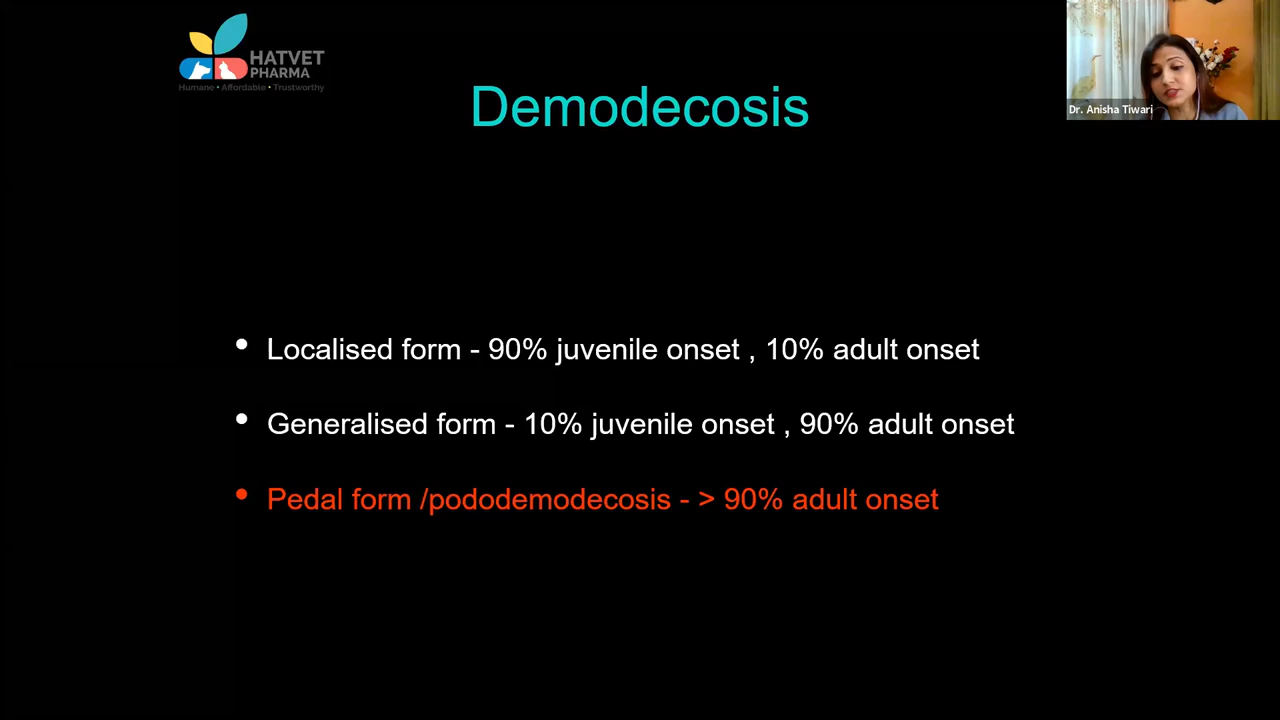 HATVET
PHARMA
Humane • Affordable • Trustworthy
Dr. Anisha Tiwari
Demodecosis
• Localised form - 90% juvenile onset , 10% adult onset
• Generalised form - 10% juvenile onset , 90% adult onset
• Pedal form /pododemodecosis - > 90% adult onset